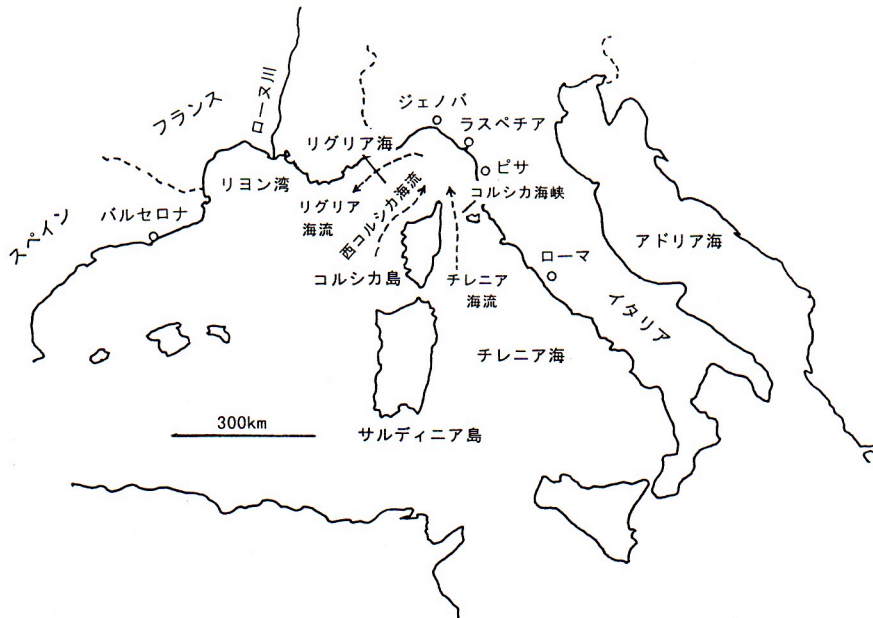 ジェノバ
ローヌ川
フランス
ラスペチア
リグリア海
ピサ
リヨン湾
リグリア
海流
西コルシカ海流
コルシカ海峡
スペイン
バルセロナ
アドリア海
ローマ
コルシカ島
チレニア
海流
イタリア
チレニア海
300km
サルディニア島